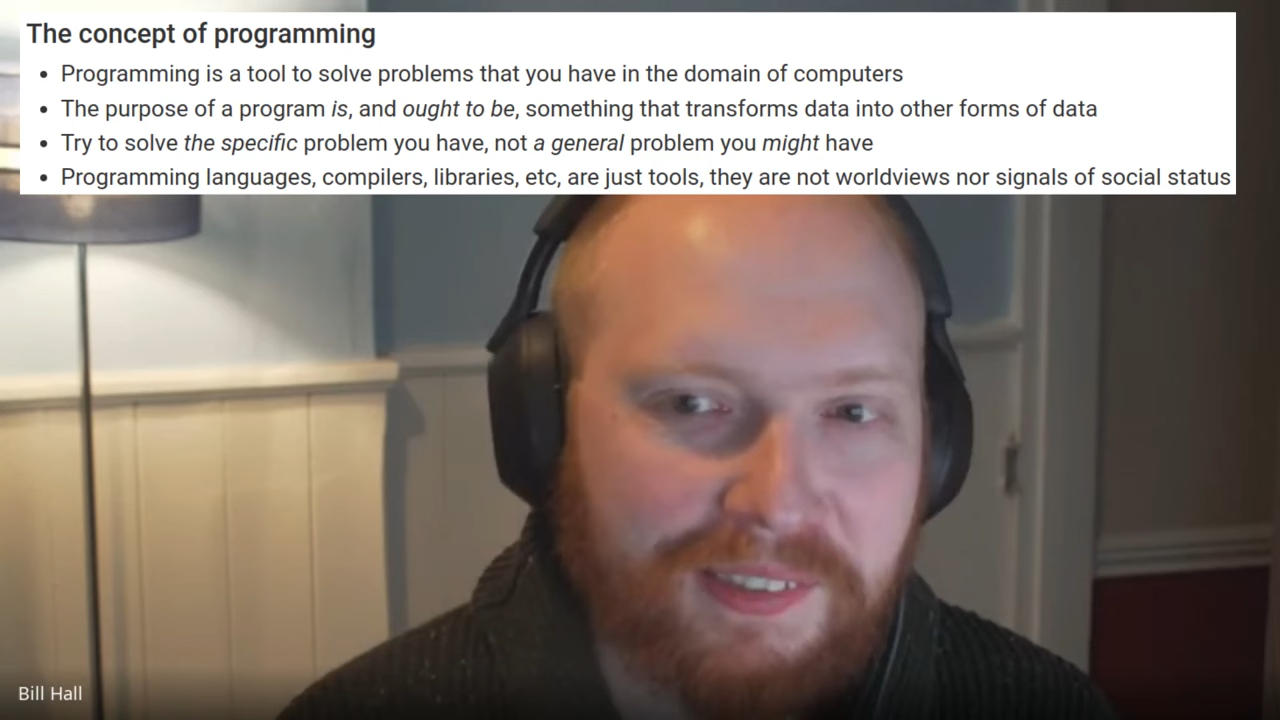 The concept of programming
• Programming is a tool to solve problems that you have in the domain of computers
• The purpose of a program is, and ought to be, something that transforms data into other forms of data
• Try to solve the specific problem you have, not a general problem you might have
• Programming languages, compilers, libraries, etc, are just tools, they are not worldviews nor signals of social status
Bill Hall